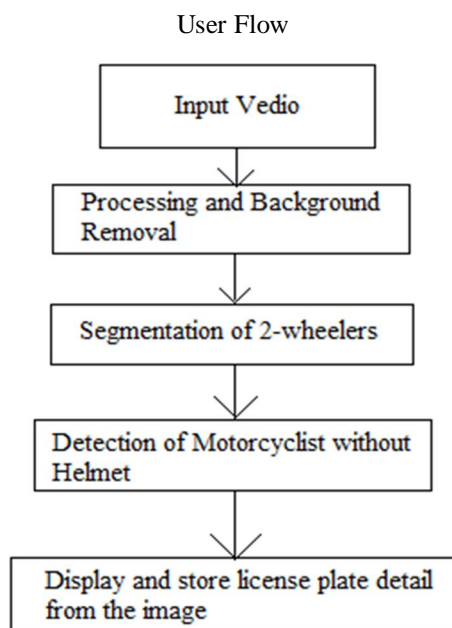 User Flow
Input Vedio
Processing and Background
Removal
Segmentation of 2-wheelers
Detection of Motorcyclist without
Helmet
Display and store license plate detail
from the image